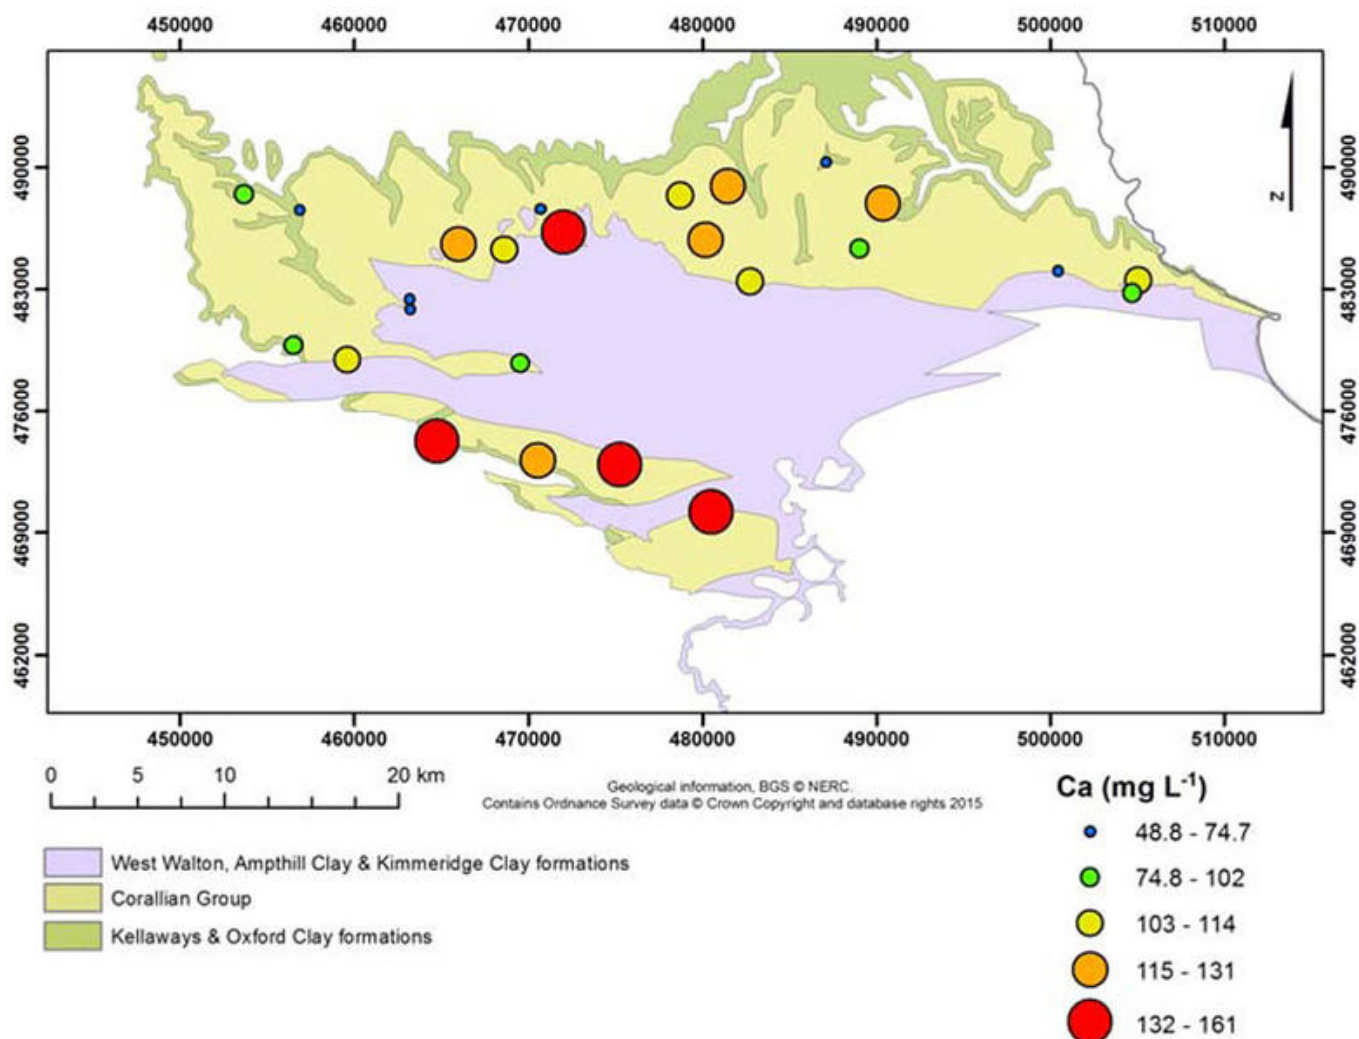 450000 460000 470000 480000 490000 500000 510000
490000 490000
483000 483000
476000 476000
469000 469000
462000 462000
N
450000 460000 470000 480000 490000 500000 510000
0 5 10 20 km
Geological information, BGS © NERC.
Contains Ordnance Survey data © Crown Copyright and database rights 2015
West Walton, Ampthill Clay & Kimmeridge Clay formations
Corallian Group
Kellaways & Oxford Clay formations
Ca (mg L⁻¹)
48.8 - 74.7
74.8 - 102
103 - 114
115 - 131
132 - 161